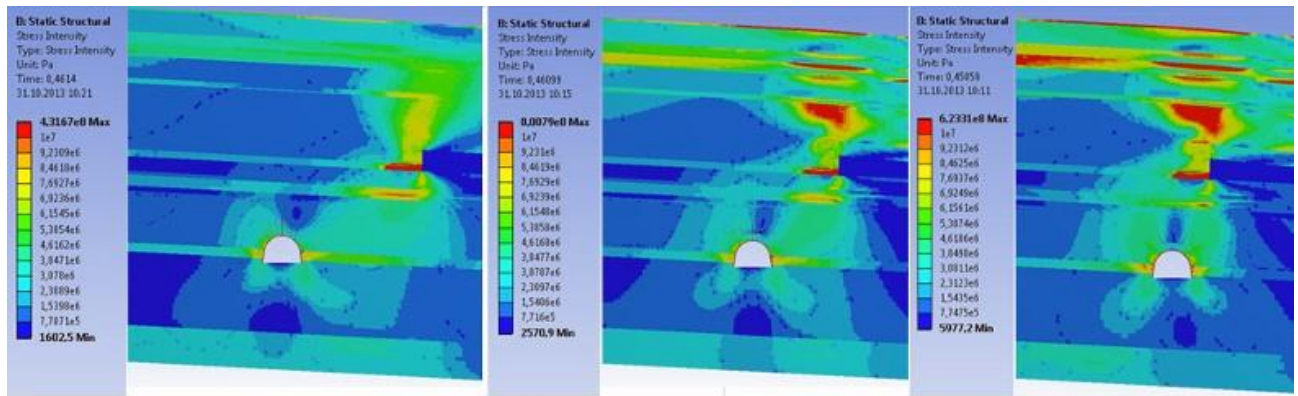 B: Static Structural
Stress Intensity
Type: Stress Intensity
Unit: Pa
Time: 0,4614
31.10.2013 10:21
4,3167e8 Max
1e7
9,2309e6
8,4618e6
7,6927e6
6,9236e6
6,1545e6
5,3854e6
4,6162e6
3,8471e6
3,078e6
2,3089e6
1,5398e6
7,7071e5
1602,5 Min
B: Static Structural
Stress Intensity
Type: Stress Intensity
Unit: Pa
Time: 0,46099
31.10.2013 10:15
8,0079e8 Max
1e7
9,231e6
8,4619e6
7,6929e6
6,9239e6
6,1548e6
5,3858e6
4,6168e6
3,8477e6
3,0787e6
2,3097e6
1,5406e6
7,716e5
2570,9 Min
B: Static Structural
Stress Intensity
Type: Stress Intensity
Unit: Pa
31.10.2013 10:11
6,2331e8 Max
1e7
9,2312e6
8,4625e6
7,6937e6
6,9249e6
6,1561e6
5,3874e6
4,6186e6
3,8498e6
3,0811e6
2,3123e6
1,5435e6
7,7475e5
5977,2 Min